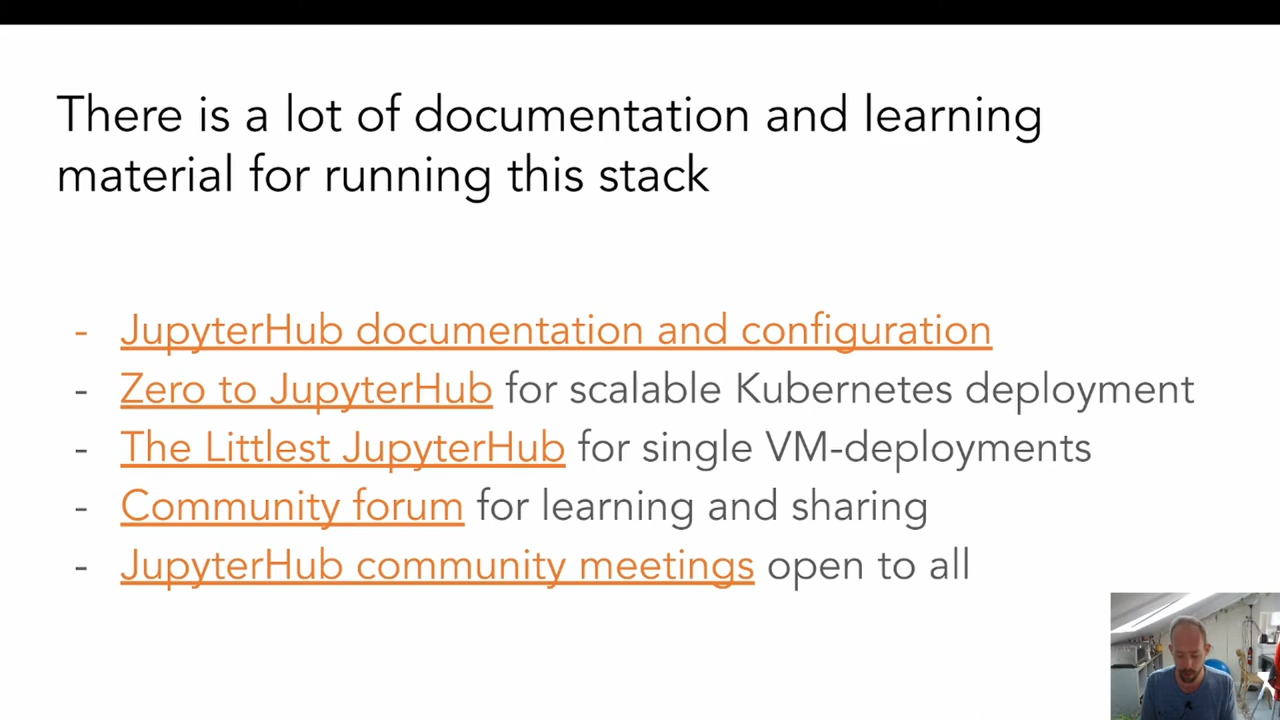 There is a lot of documentation and learning
material for running this stack
- JupyterHub documentation and configuration
- Zero to JupyterHub for scalable Kubernetes deployment
- The Littlest JupyterHub for single VM-deployments
- Community forum for learning and sharing
- JupyterHub community meetings open to all